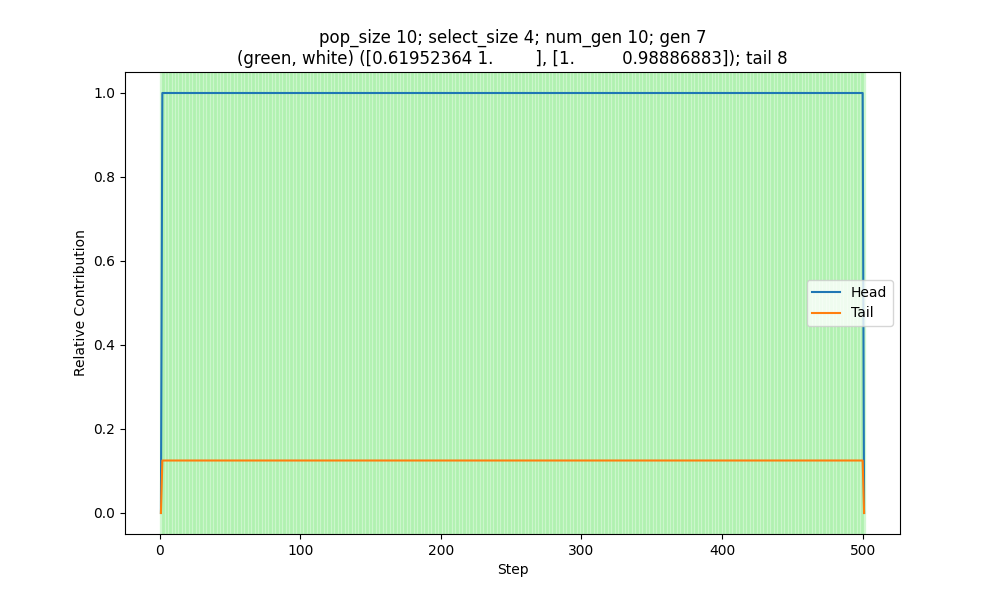 pop_size 10; select_size 4; num_gen 10; gen 7
(green, white) ([0.61952364 1.        ], [1.         0.98886883]); tail 8
1.0
0.8
0.6
0.4
0.2
0.0
Relative Contribution
Head
Tail
0
100
200
300
400
500
Step